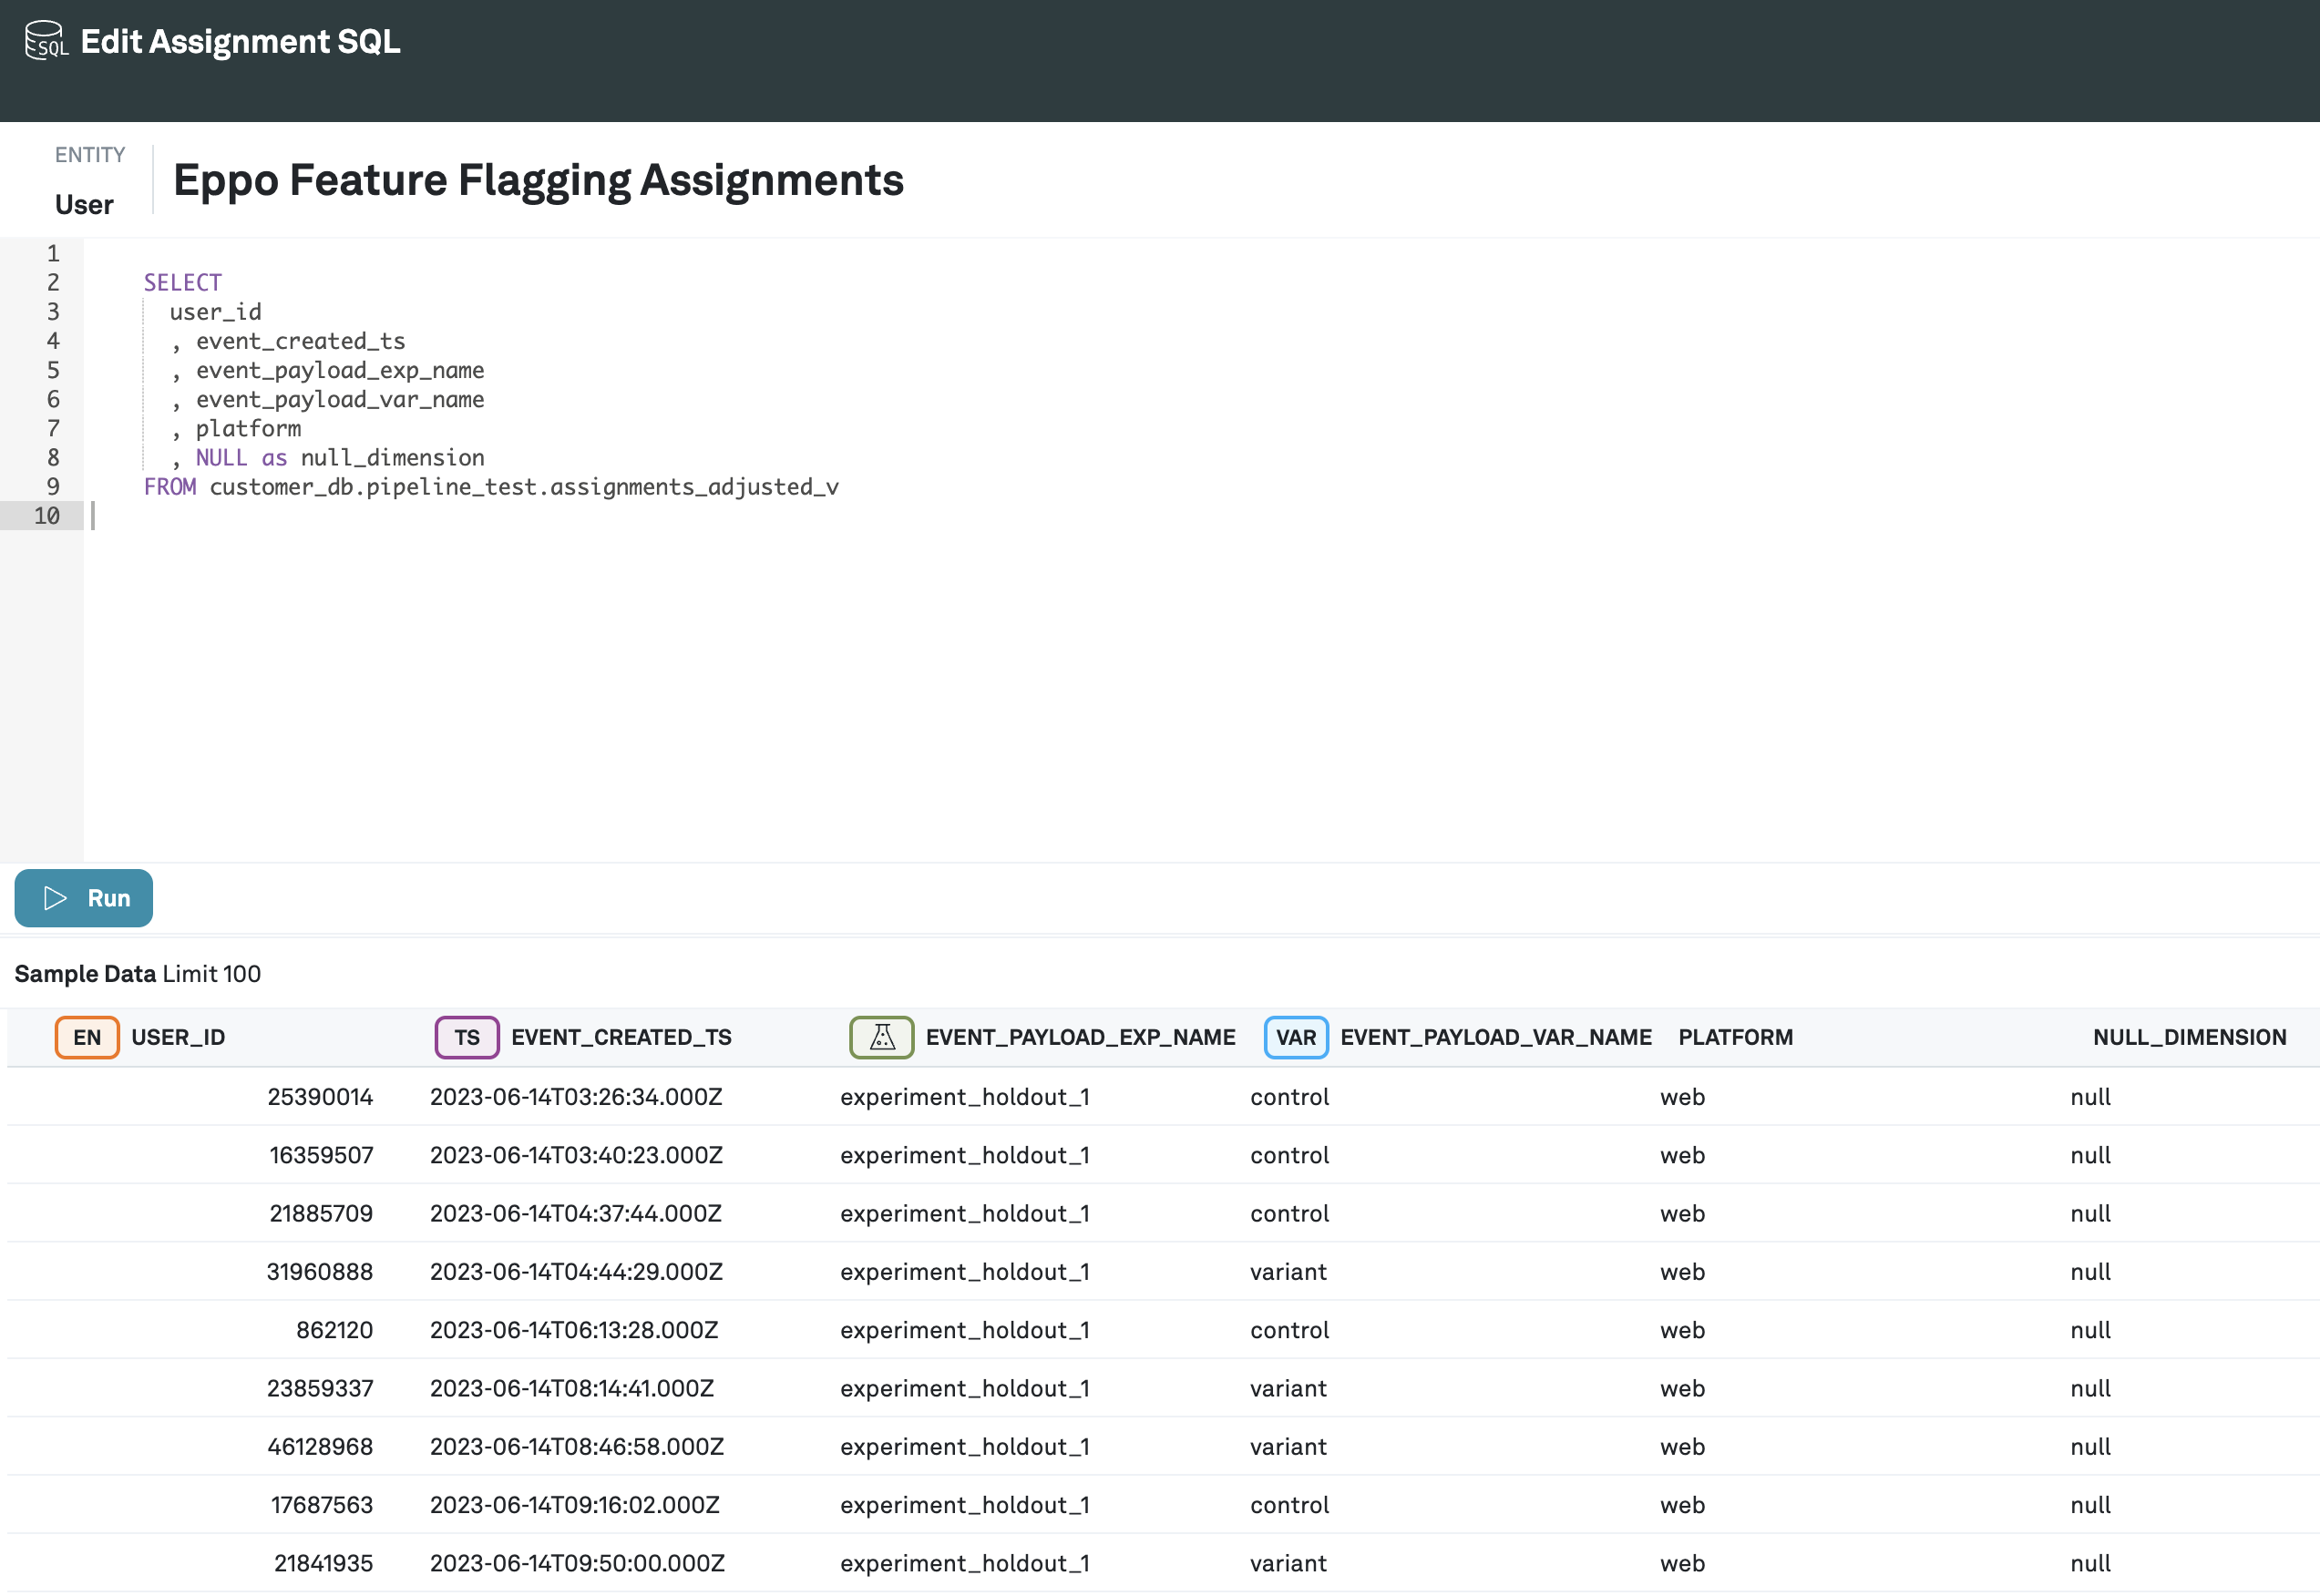 SQL Edit Assignment SQL
ENTITY
User
Eppo Feature Flagging Assignments
1
2 SELECT
3 user_id
4 , event_created_ts
5 , event_payload_exp_name
6 , event_payload_var_name
7 , platform
8 , NULL as null_dimension
9 FROM customer_db.pipeline_test.assignments_adjusted_v
10
Run
Sample Data Limit 100
EN USER_ID TS EVENT_CREATED_TS EVENT_PAYLOAD_EXP_NAME VAR EVENT_PAYLOAD_VAR_NAME PLATFORM NULL_DIMENSION
25390014 2023-06-14T03:26:34.000Z experiment_holdout_1 control web null
16359507 2023-06-14T03:40:23.000Z experiment_holdout_1 control web null
21885709 2023-06-14T04:37:44.000Z experiment_holdout_1 control web null
31960888 2023-06-14T04:44:29.000Z experiment_holdout_1 variant web null
862120 2023-06-14T06:13:28.000Z experiment_holdout_1 control web null
23859337 2023-06-14T08:14:41.000Z experiment_holdout_1 variant web null
46128968 2023-06-14T08:46:58.000Z experiment_holdout_1 variant web null
17687563 2023-06-14T09:16:02.000Z experiment_holdout_1 control web null
21841935 2023-06-14T09:50:00.000Z experiment_holdout_1 variant web null